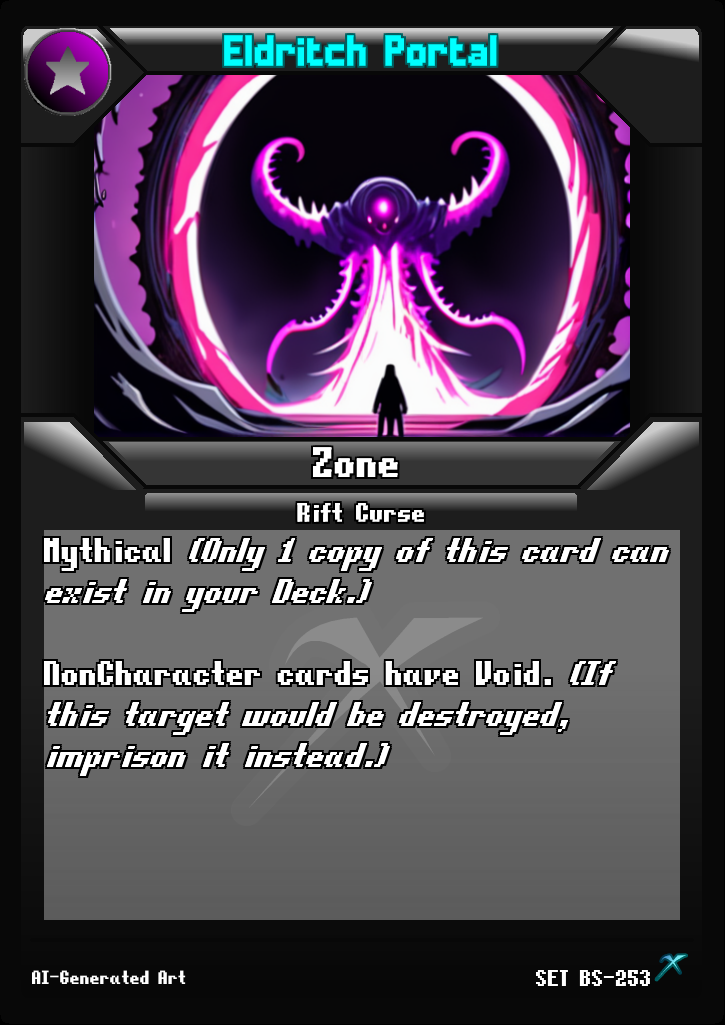 Eldritch Portal
Zone
Rift Curse
Mythical (Only 1 copy of this card can
exist in your Deck.)
NonCharacter cards have Void. (If
this target would be destroyed,
imprison it instead.)
AI-Generated Art
SET BS-253